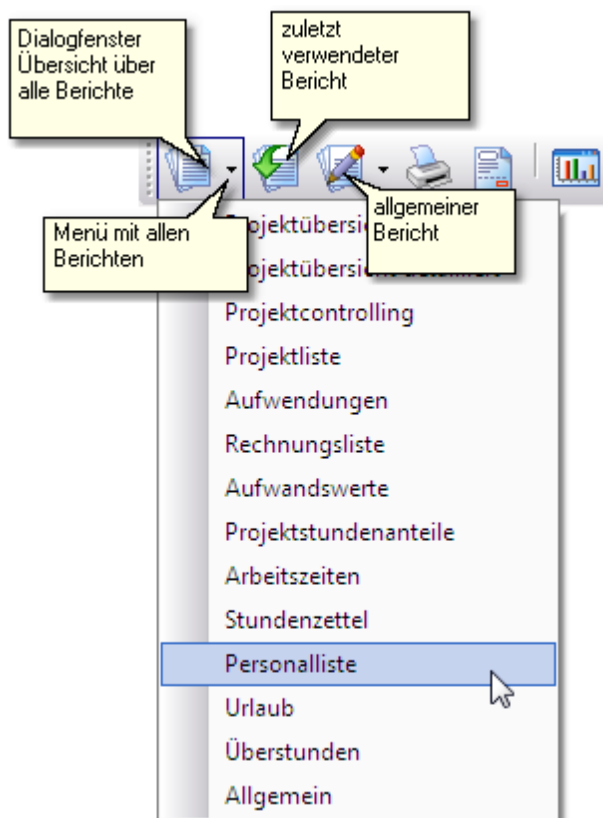 Dialogfenster
Übersicht über
alle Berichte
zuletzt
verwendeter
Bericht
Menü mit allen
Berichten
allgemeiner
Bericht
Projektcontrolling
Projektliste
Aufwendungen
Rechnungsliste
Aufwandswerte
Projektstundenanteile
Arbeitszeiten
Stundenzettel
Personalliste
Urlaub
Überstunden
Allgemein